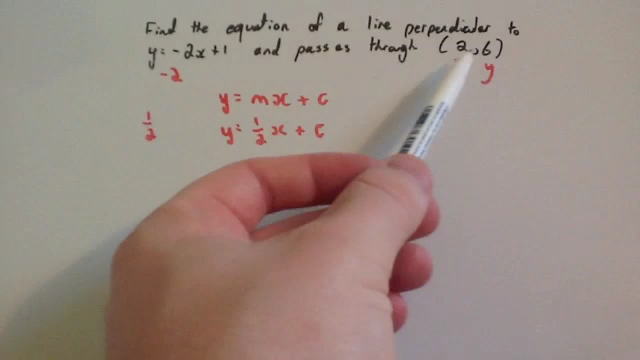 Find the equation of a line perpendicular to
y = -2x + 1 and passes through (2,6)
-2 y
y = mx + c
1/2 y = 1/2 x + c